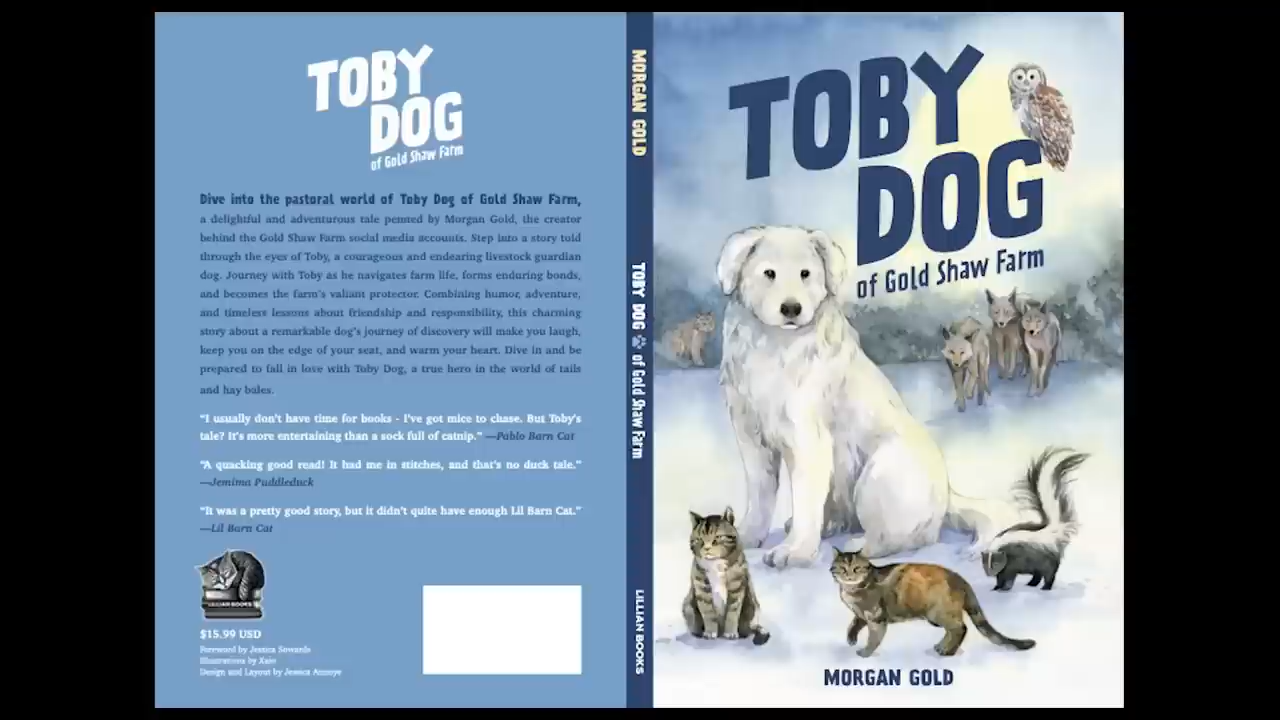 TOBY
DOG
of Gold Shaw Farm
Dive into the pastoral world of Toby Dog of Gold Shaw Farm,
a delightful and adventurous tale penned by Morgan Gold, the creator
behind the Gold Shaw Farm social media accounts. Step into a story told
through the eyes of Toby, a courageous and endearing livestock guardian
dog. Journey with Toby as he navigates farm life, forms enduring bonds,
and becomes the farm's valiant protector. Combining humor, adventure,
and timeless lessons about friendship and responsibility, this charming
story about a remarkable dog's journey of discovery will make you laugh,
keep you on the edge of your seat, and warm your heart. Dive in and be
prepared to fall in love with Toby Dog, a true hero in the world of tails
and hay bales.
"I usually don't have time for books - I've got mice to chase. But Toby's
tale? It's more entertaining than a sock full of catnip." —Pablo Barn Cat
"A quacking good read! It had me in stitches, and that's no duck tale."
—Jemima Puddleduck
"It was a pretty good story, but it didn't quite have enough Lil Barn Cat."
—Lil Barn Cat
LILLIAN BOOKS
$15.99 USD
Foreword by Jessica Sowards
Illustrations by
Design and Layout by Jessica
MORGAN GOLD
TOBY DOG of Gold Shaw Farm
LILLIAN BOOKS
TOBY
DOG
of Gold Shaw Farm
MORGAN GOLD